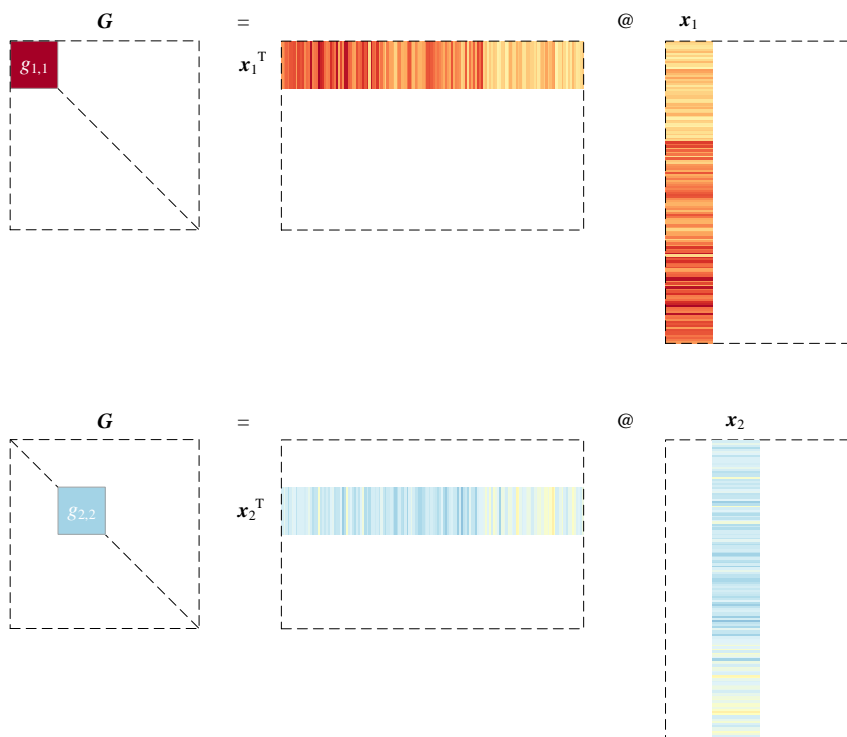 G = @ x₁
g₁,₁ x₁ᵀ
G = @ x₂
g₂,₂ x₂ᵀ